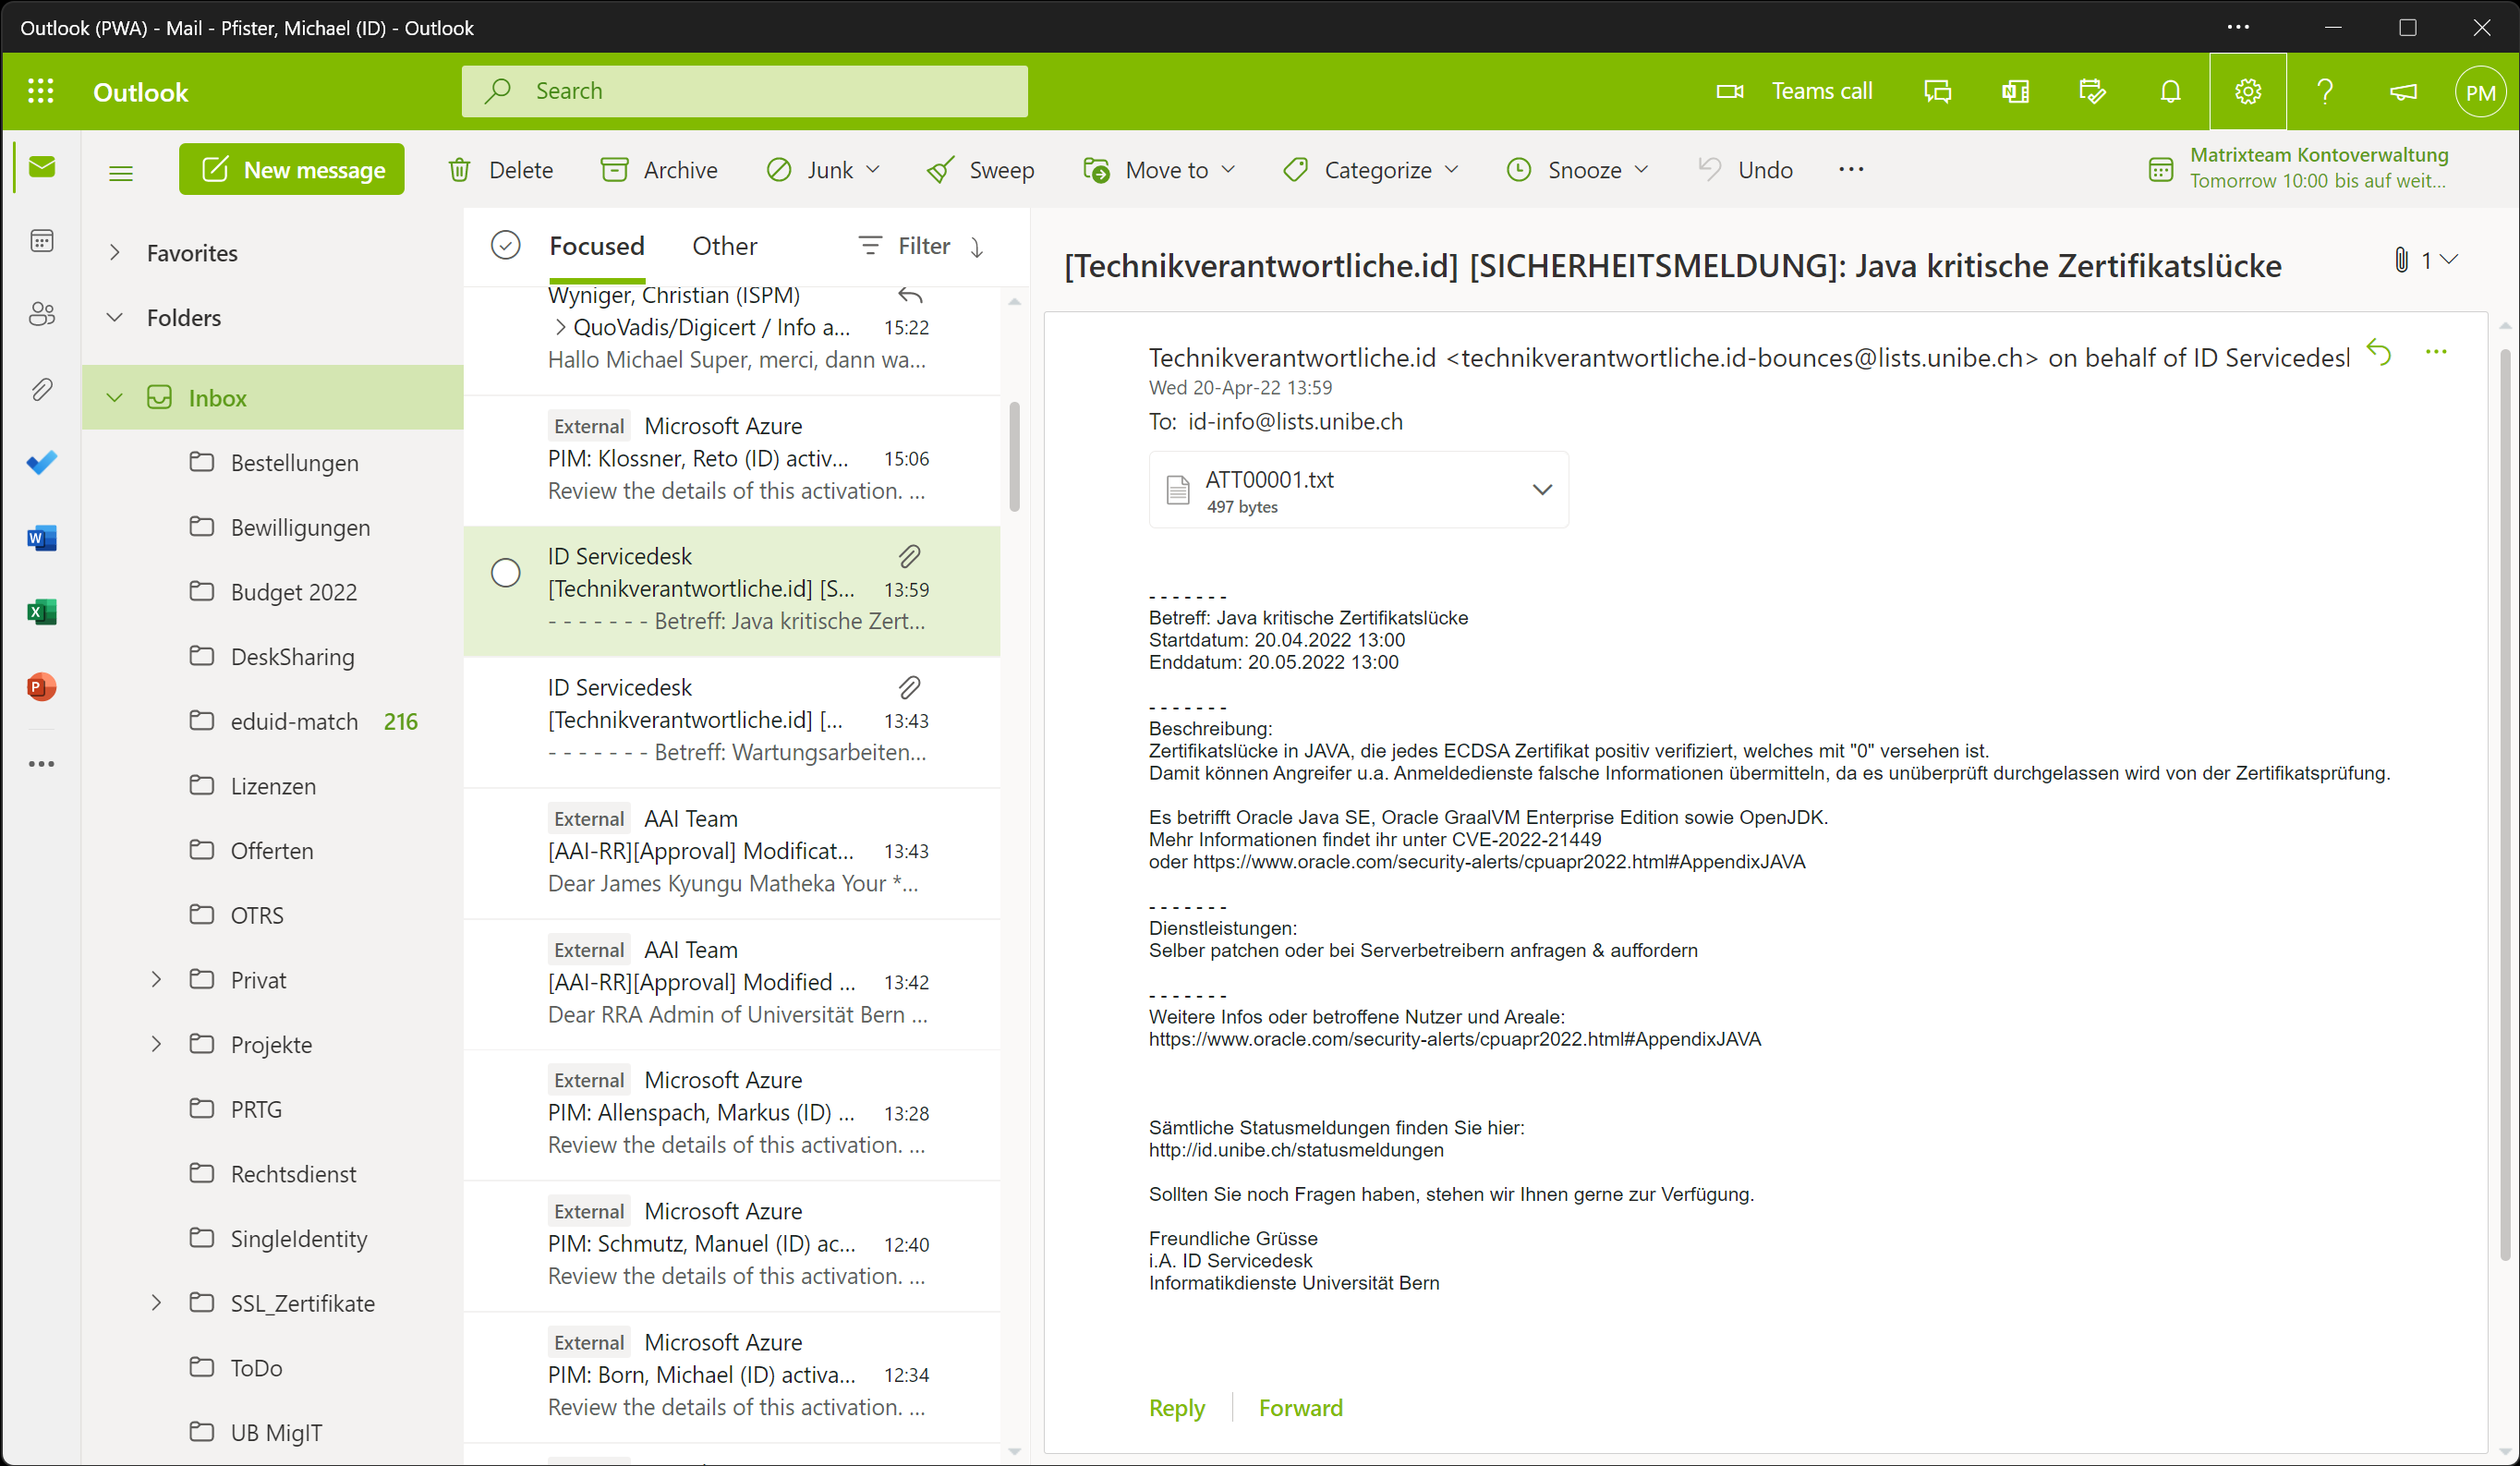 Outlook (PWA) - Mail - Pfister, Michael (ID) - Outlook
Outlook
Search
Teams call
PM
New message
Delete
Archive
Junk
Sweep
Move to
Categorize
Snooze
Undo
Matrixteam Kontoverwaltung
Tomorrow 10:00 bis auf weit...
Favorites
Folders
Inbox
Bestellungen
Bewilligungen
Budget 2022
DeskSharing
eduid-match 216
Lizenzen
Offerten
OTRS
Privat
Projekte
PRTG
Rechtsdienst
SingleIdentity
SSL_Zertifikate
ToDo
UB MigIT
Focused
Other
Filter
Wyniger, Christian (ISPM)
QuoVadis/Digicert / Info a... 15:22
Hallo Michael Super, merci, dann wa...
External Microsoft Azure
PIM: Klossner, Reto (ID) activ... 15:06
Review the details of this activation. ...
ID Servicedesk
[Technikverantwortliche.id] [S... 13:59
- - - - - - - Betreff: Java kritische Zert...
ID Servicedesk
[Technikverantwortliche.id] [... 13:43
- - - - - - - Betreff: Wartungsarbeiten...
External AAI Team
[AAI-RR][Approval] Modificat... 13:43
Dear James Kyungu Matheka Your *...
External AAI Team
[AAI-RR][Approval] Modified ... 13:42
Dear RRA Admin of Universität Bern ...
External Microsoft Azure
PIM: Allenspach, Markus (ID) ... 13:28
Review the details of this activation. ...
External Microsoft Azure
PIM: Schmutz, Manuel (ID) ac... 12:40
Review the details of this activation. ...
External Microsoft Azure
PIM: Born, Michael (ID) activa... 12:34
Review the details of this activation. ...
[Technikverantwortliche.id] [SICHERHEITSMELDUNG]: Java kritische Zertifikatslücke
1
Technikverantwortliche.id <technikverantwortliche.id-bounces@lists.unibe.ch> on behalf of ID Servicedesl
Wed 20-Apr-22 13:59
To: id-info@lists.unibe.ch
ATT00001.txt
497 bytes
- - - - - - -
Betreff: Java kritische Zertifikatslücke
Startdatum: 20.04.2022 13:00
Enddatum: 20.05.2022 13:00
- - - - - - -
Beschreibung:
Zertifikatslücke in JAVA, die jedes ECDSA Zertifikat positiv verifiziert, welches mit "0" versehen ist.
Damit können Angreifer u.a. Anmeldedienste falsche Informationen übermitteln, da es unüberprüft durchgelassen wird von der Zertifikatsprüfung.
Es betrifft Oracle Java SE, Oracle GraalVM Enterprise Edition sowie OpenJDK.
Mehr Informationen findet ihr unter CVE-2022-21449
oder https://www.oracle.com/security-alerts/cpuapr2022.html#AppendixJAVA
- - - - - - -
Dienstleistungen:
Selber patchen oder bei Serverbetreibern anfragen & auffordern
- - - - - - -
Weitere Infos oder betroffene Nutzer und Areale:
https://www.oracle.com/security-alerts/cpuapr2022.html#AppendixJAVA
Sämtliche Statusmeldungen finden Sie hier:
http://id.unibe.ch/statusmeldungen
Sollten Sie noch Fragen haben, stehen wir Ihnen gerne zur Verfügung.
Freundliche Grüsse
i.A. ID Servicedesk
Informatikdienste Universität Bern
Reply
Forward